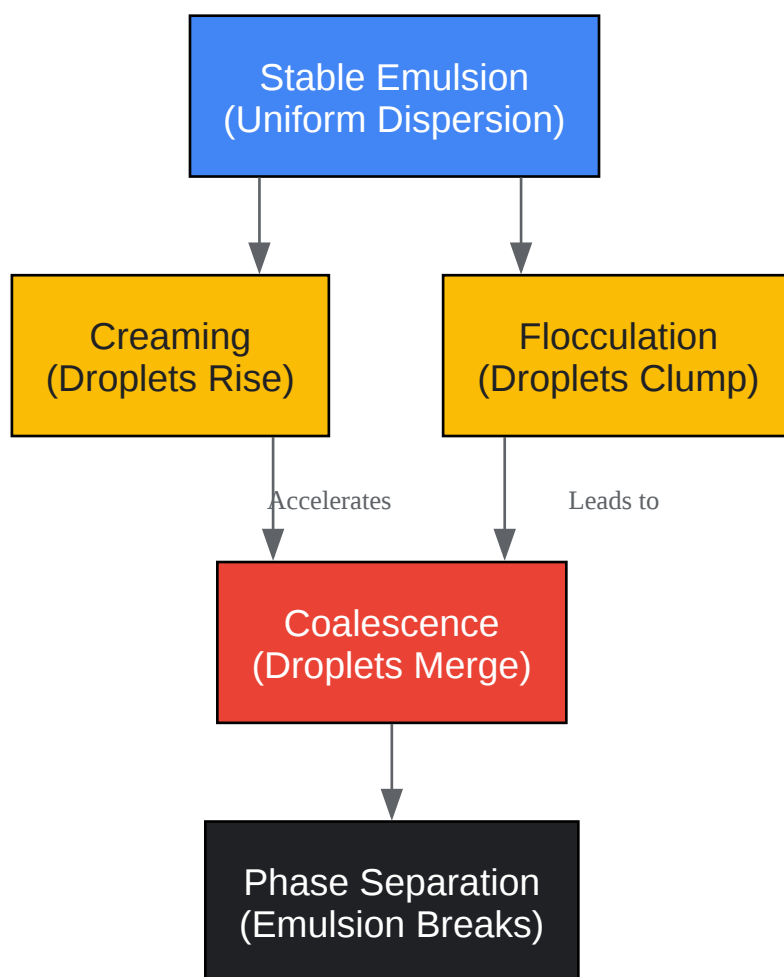 Stable Emulsion
(Uniform Dispersion)
Creaming
(Droplets Rise)
Flocculation
(Droplets Clump)
Accelerates
Leads to
Coalescence
(Droplets Merge)
Phase Separation
(Emulsion Breaks)